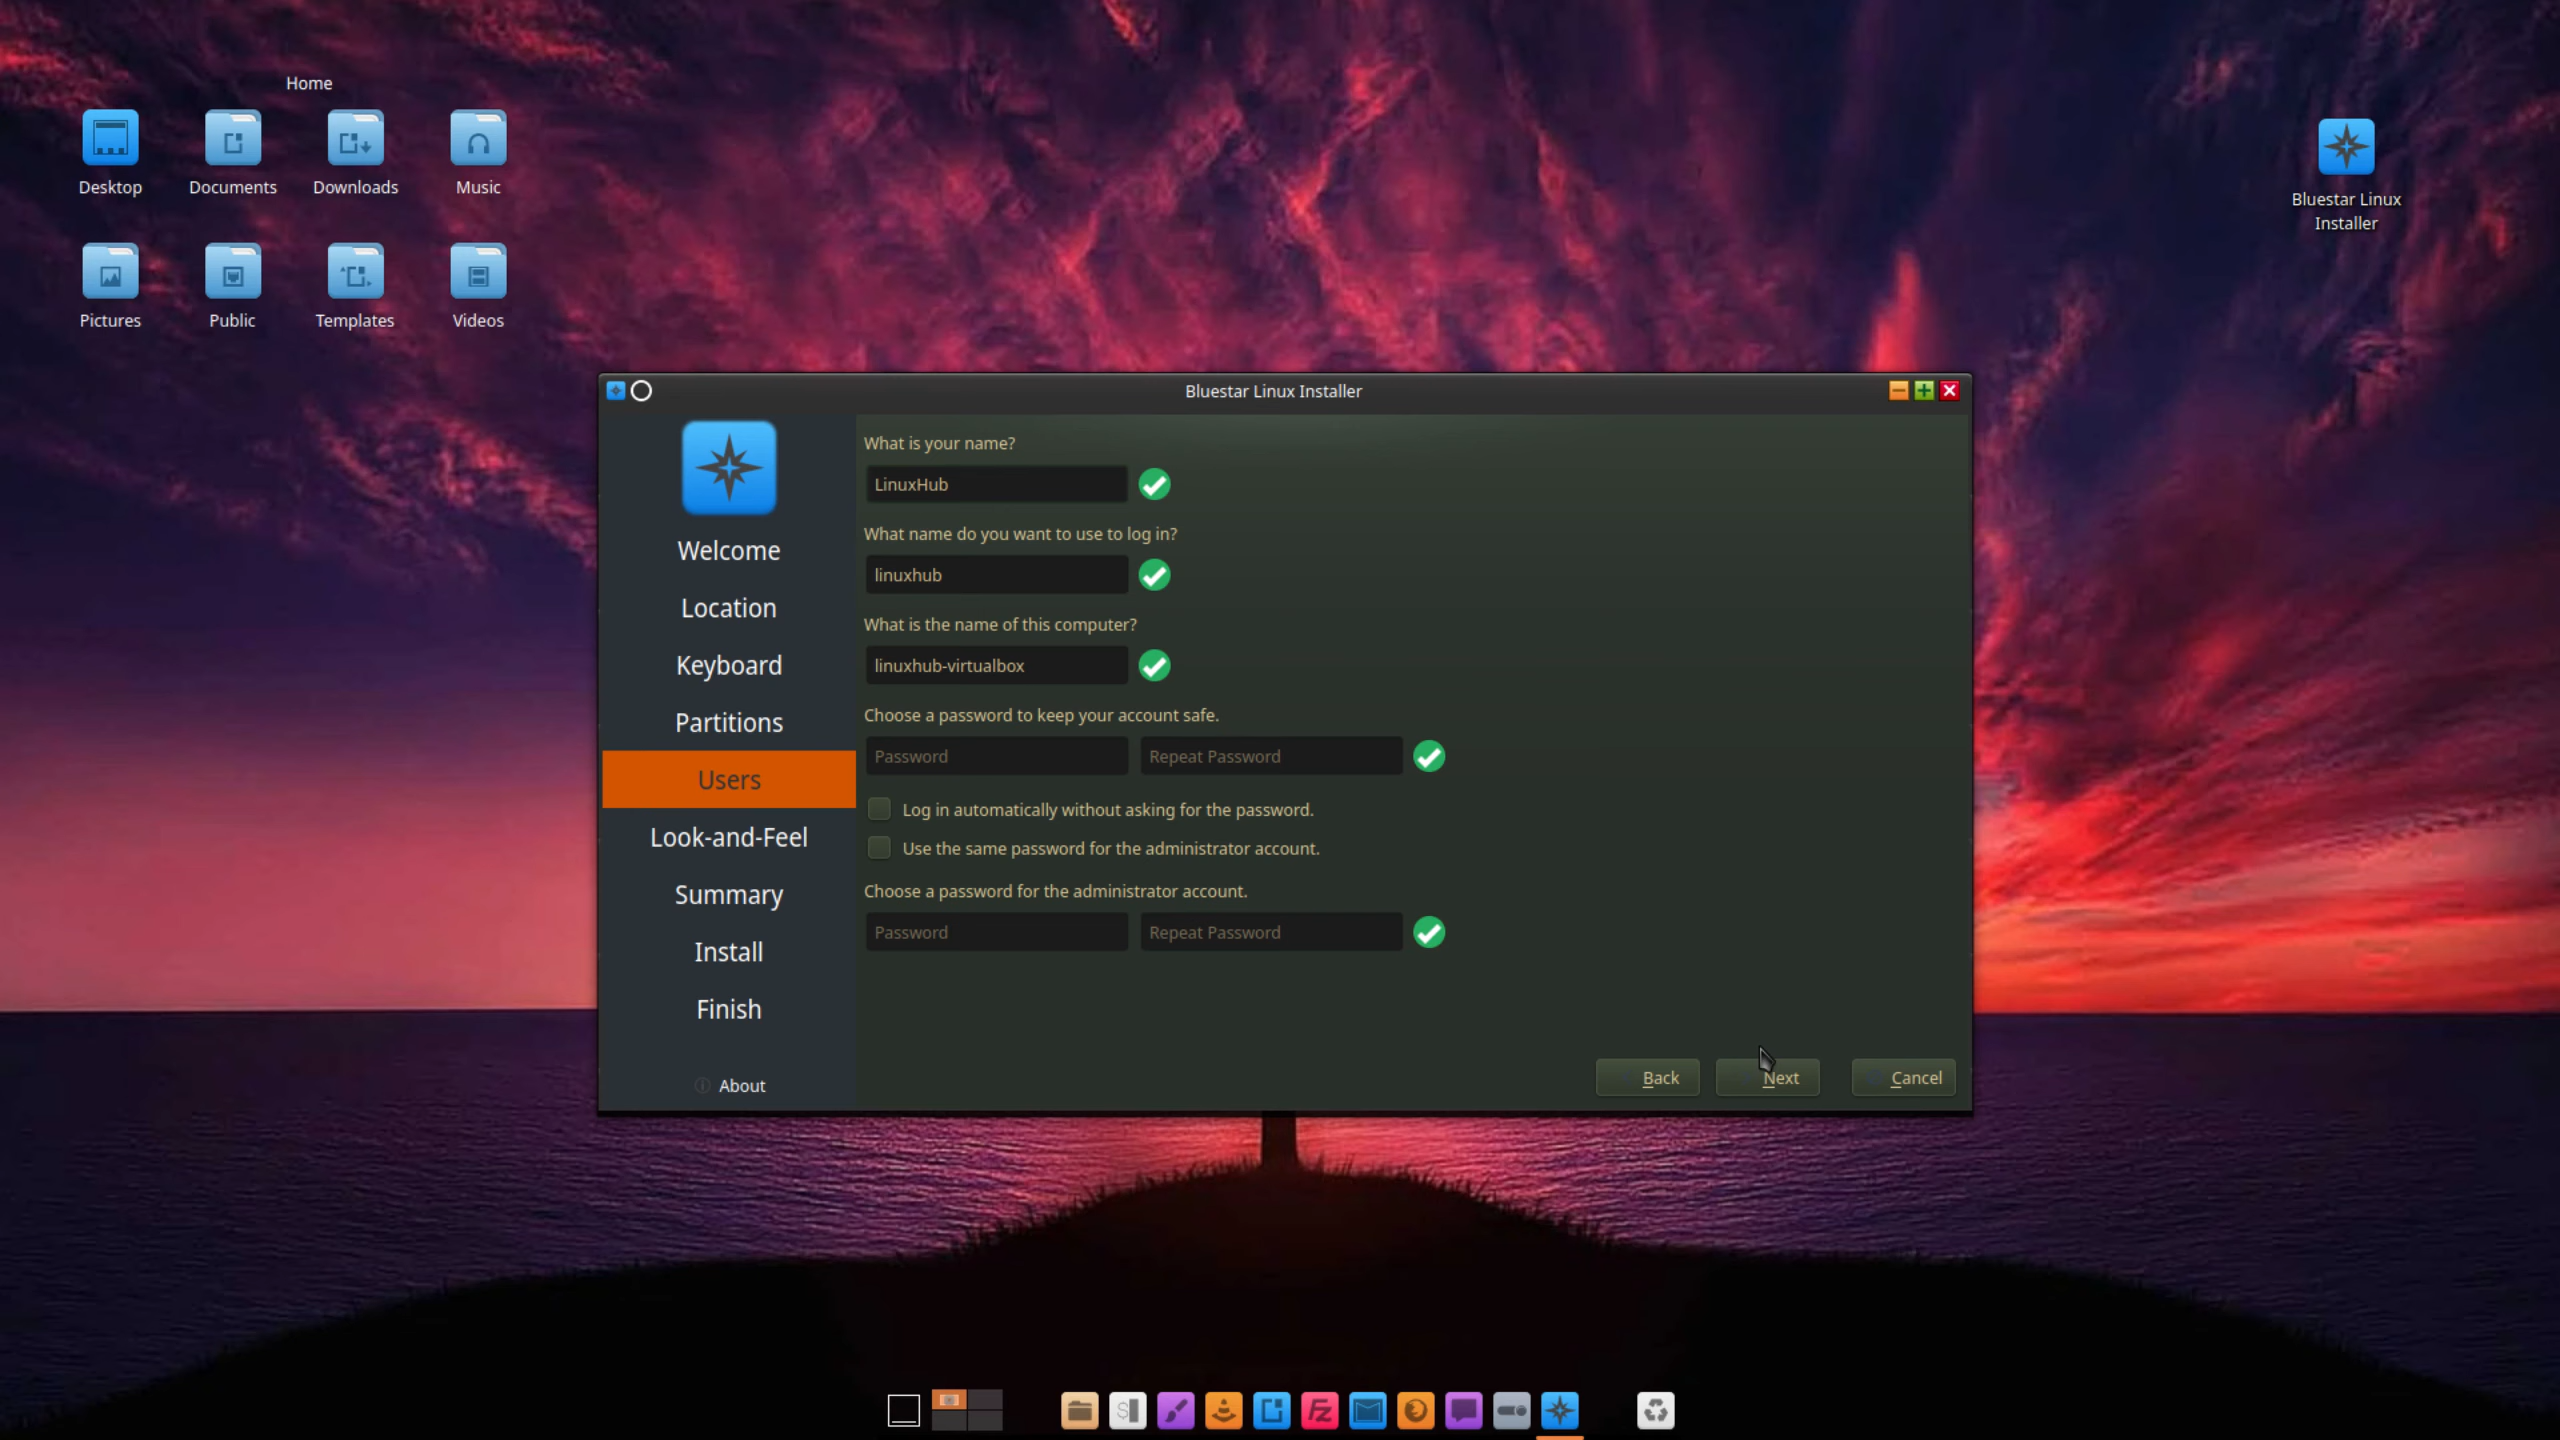 Home
Desktop
Documents
Downloads
Music
Pictures
Public
Templates
Videos
Bluestar Linux
Installer
Bluestar Linux Installer
Welcome
Location
Keyboard
Partitions
Users
Look-and-Feel
Summary
Install
Finish
About
What is your name?
LinuxHub
What name do you want to use to log in?
linuxhub
What is the name of this computer?
linuxhub-virtualbox
Choose a password to keep your account safe.
Password
Repeat Password
Log in automatically without asking for the password.
Use the same password for the administrator account.
Choose a password for the administrator account.
Password
Repeat Password
Back
Next
Cancel
$
FZ